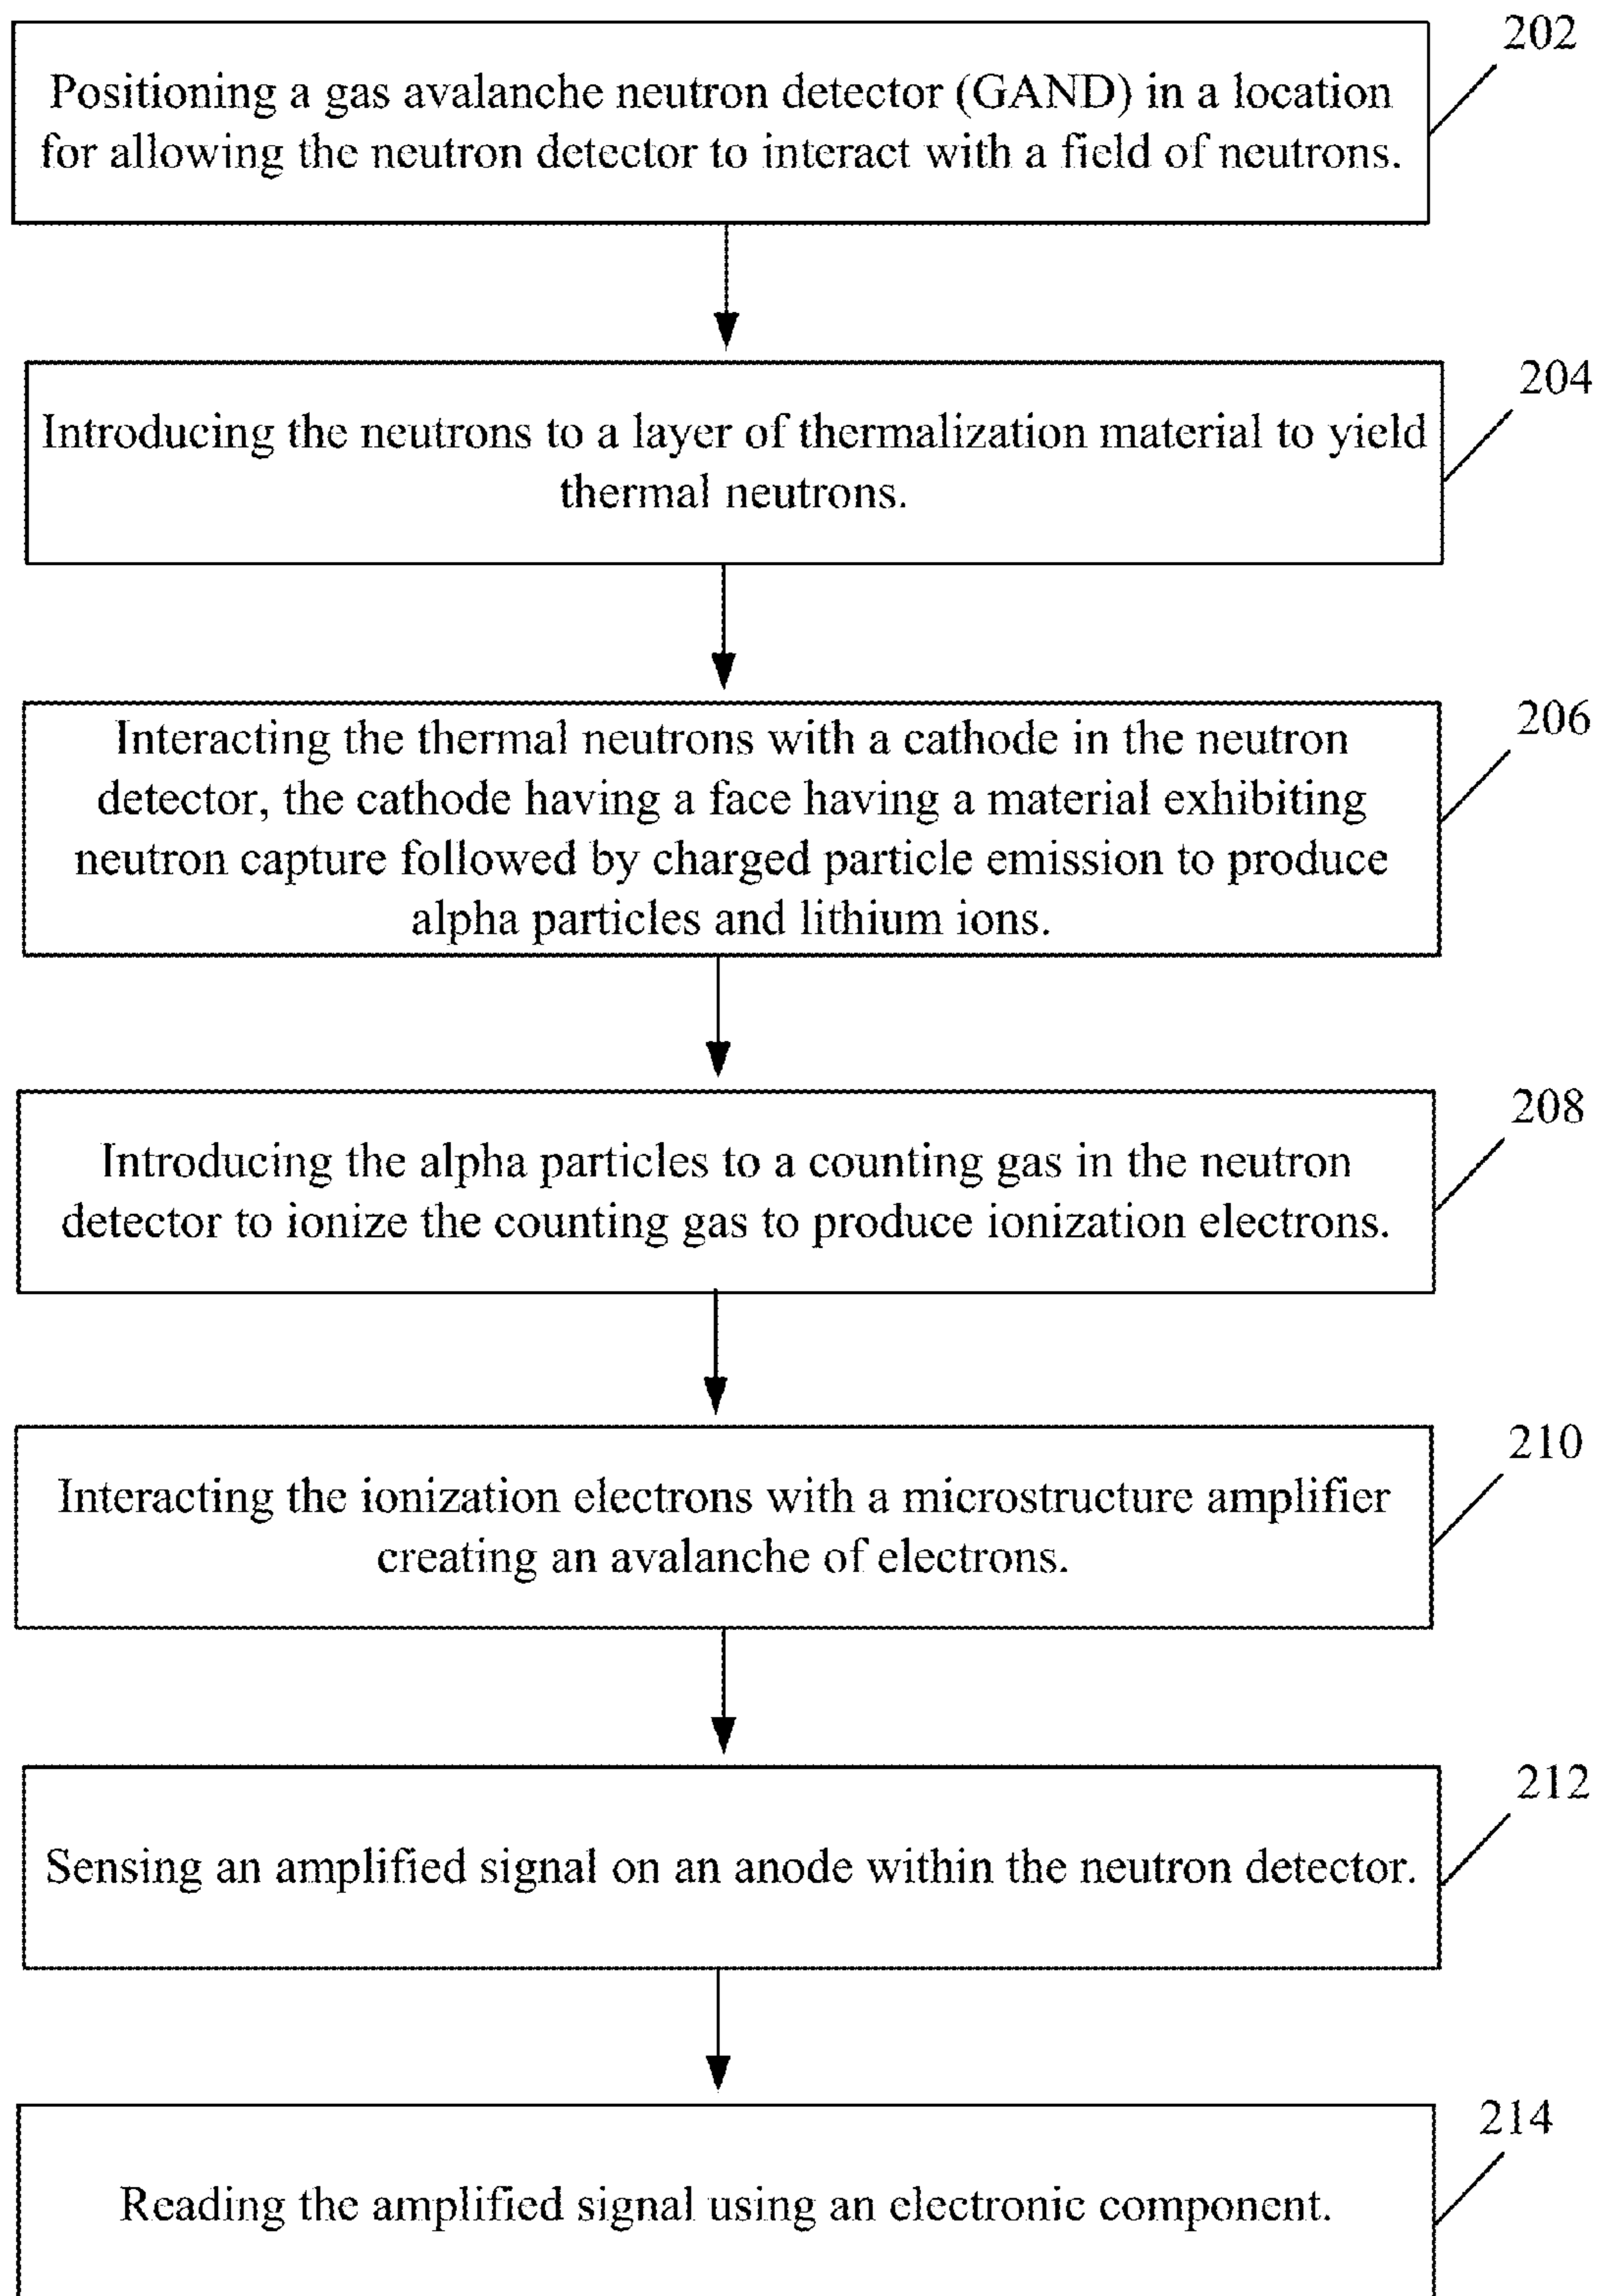 202
Positioning a gas avalanche neutron detector (GAND) in a location
for allowing the neutron detector to interact with a field of neutrons.
204
Introducing the neutrons to a layer of thermalization material to yield
thermal neutrons.
206
Interacting the thermal neutrons with a cathode in the neutron
detector, the cathode having a face having a material exhibiting
neutron capture followed by charged particle emission to produce
alpha particles and lithium ions.
208
Introducing the alpha particles to a counting gas in the neutron
detector to ionize the counting gas to produce ionization electrons.
210
Interacting the ionization electrons with a microstructure amplifier
creating an avalanche of electrons.
212
Sensing an amplified signal on an anode within the neutron detector.
214
Reading the amplified signal using an electronic component.